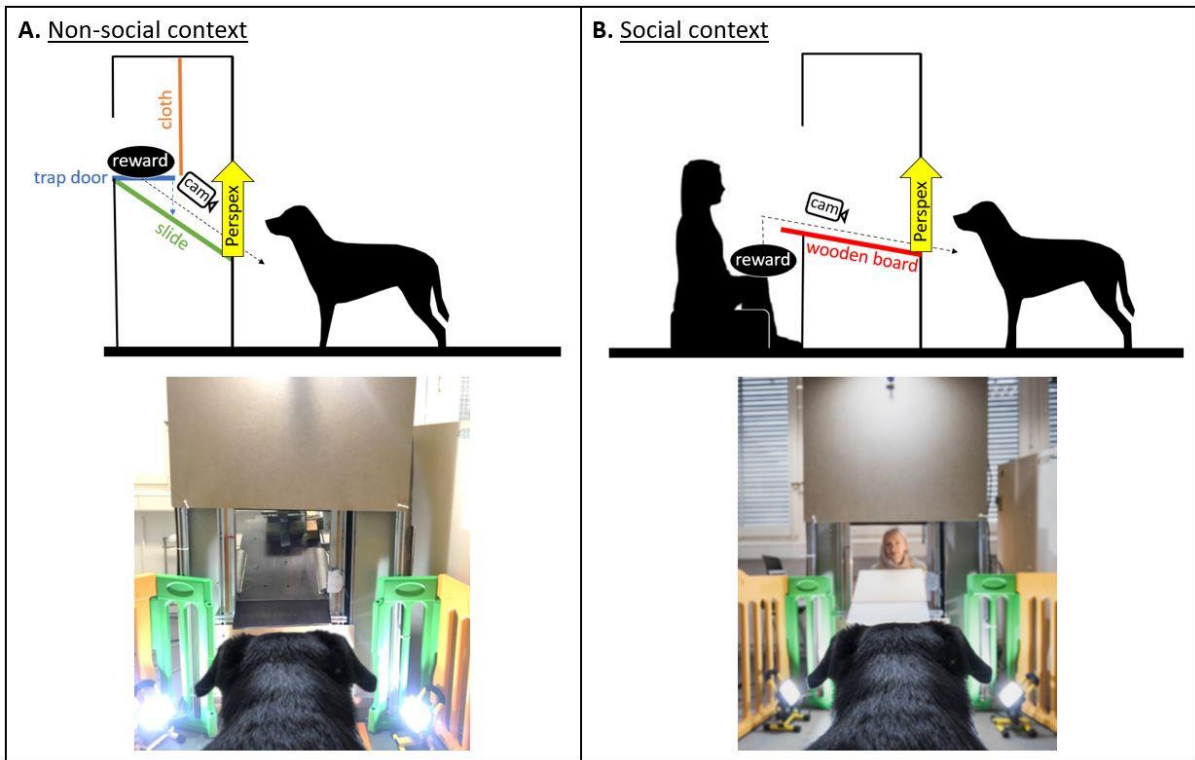 A. Non-social context
cloth
reward
trap door
cam
slide
Perspex
B. Social context
cam
reward
wooden board
Perspex